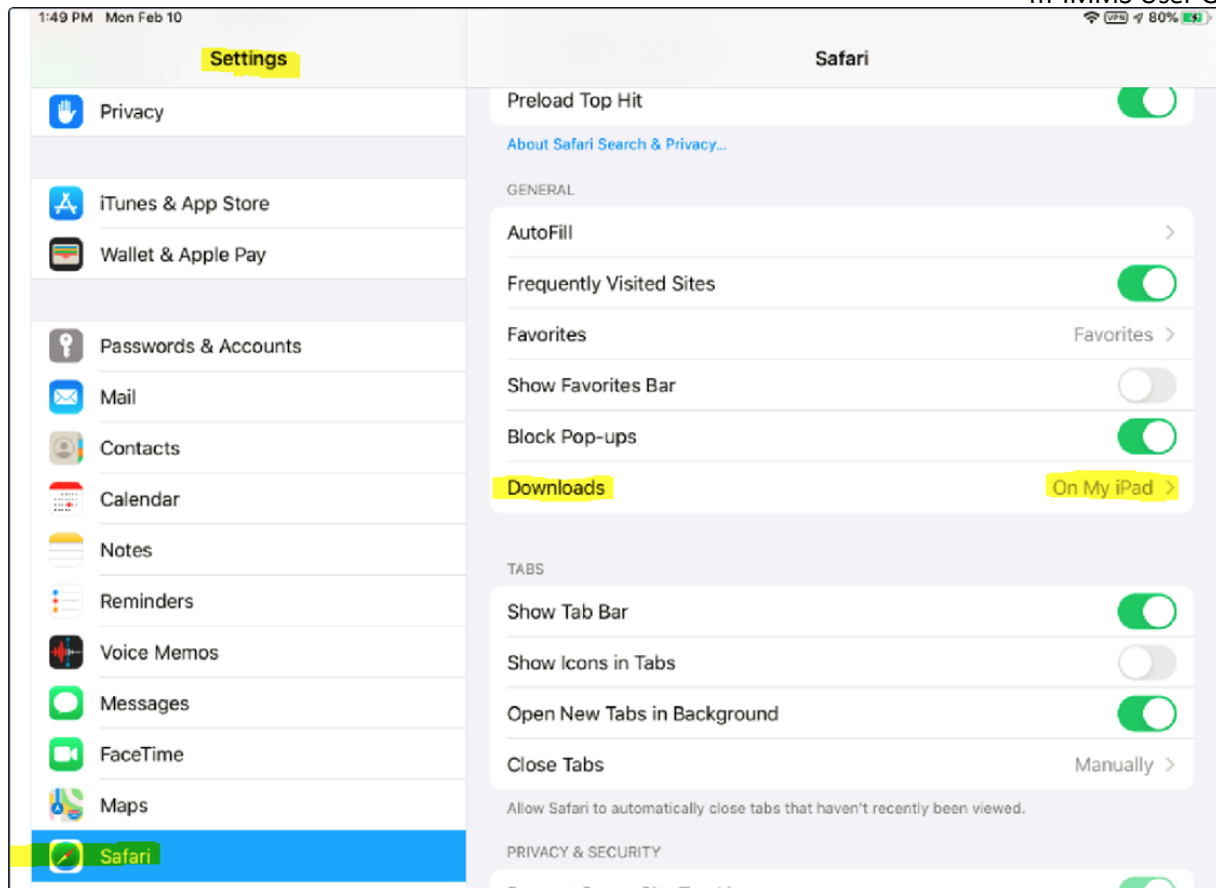 1:49 PM Mon Feb 10
VPN 80%
Settings
Safari
Privacy
iTunes & App Store
Wallet & Apple Pay
Passwords & Accounts
Mail
Contacts
Calendar
Notes
Reminders
Voice Memos
Messages
FaceTime
Maps
Safari
Preload Top Hit
About Safari Search & Privacy...
GENERAL
AutoFill
Frequently Visited Sites
Favorites Favorites
Show Favorites Bar
Block Pop-ups
Downloads On My iPad
TABS
Show Tab Bar
Show Icons in Tabs
Open New Tabs in Background
Close Tabs Manually
Allow Safari to automatically close tabs that haven't recently been viewed.
PRIVACY & SECURITY